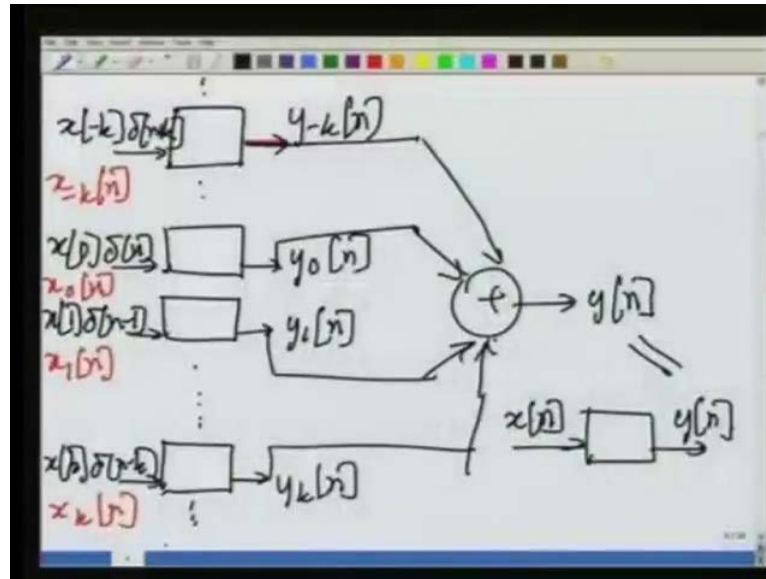 x[-k]δ[n+k]
y-k[n]
x-k[n]
x[0]δ[n]
y0[n]
x0[n]
x[1]δ[n-1]
y1[n]
x1[n]
+
y[n]
x[n]
y[n]
x[k]δ[n-k]
yk[n]
xk[n]